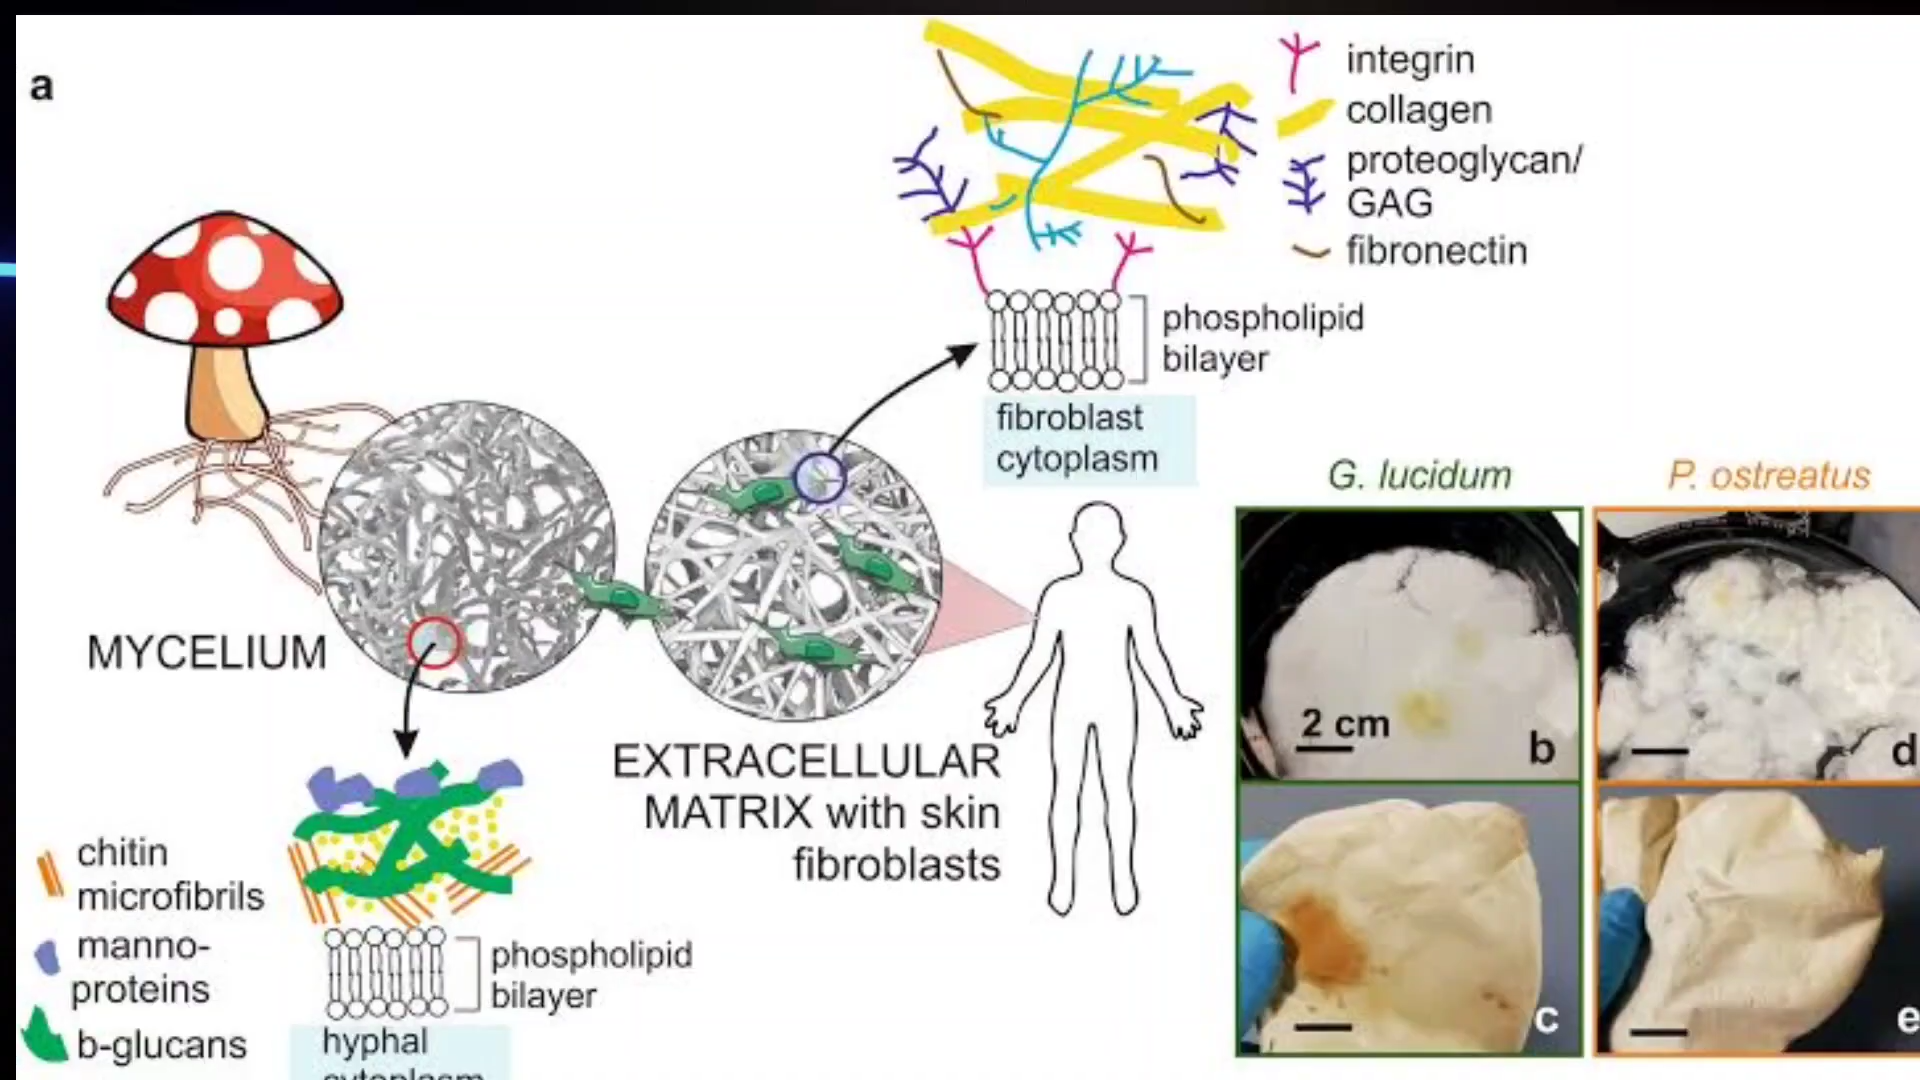 a
integrin
collagen
proteoglycan/
GAG
fibronectin
phospholipid
bilayer
fibroblast
cytoplasm
G. lucidum
P. ostreatus
MYCELIUM
2 cm
b
d
EXTRACELLULAR
MATRIX with skin
fibroblasts
chitin
microfibrils
manno-
proteins
b-glucans
phospholipid
bilayer
hyphal
cytoplasm
c
e